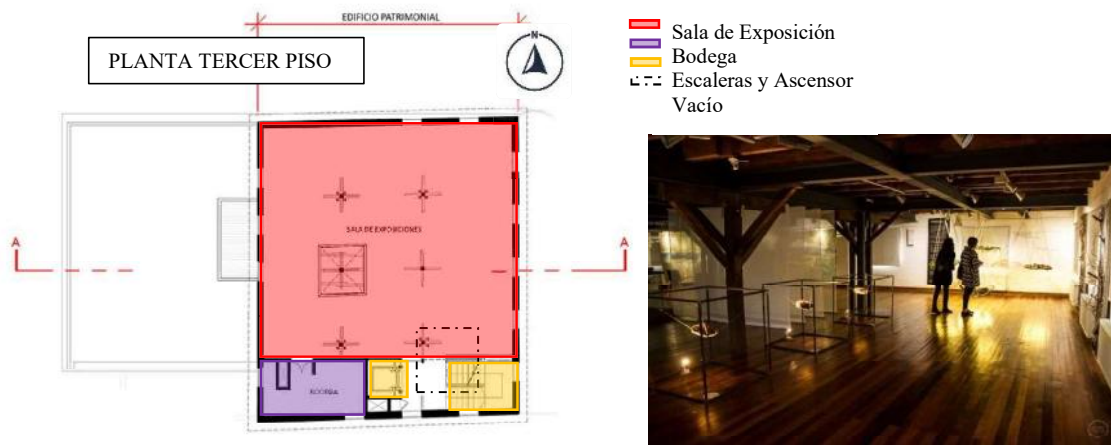 EDIFICIO PATRIMONIAL
PLANTA TERCER PISO
N
Sala de Exposición
Bodega
Escaleras y Ascensor
Vacío
SALA DE EXPOSICIONES
A
A
BODEGA